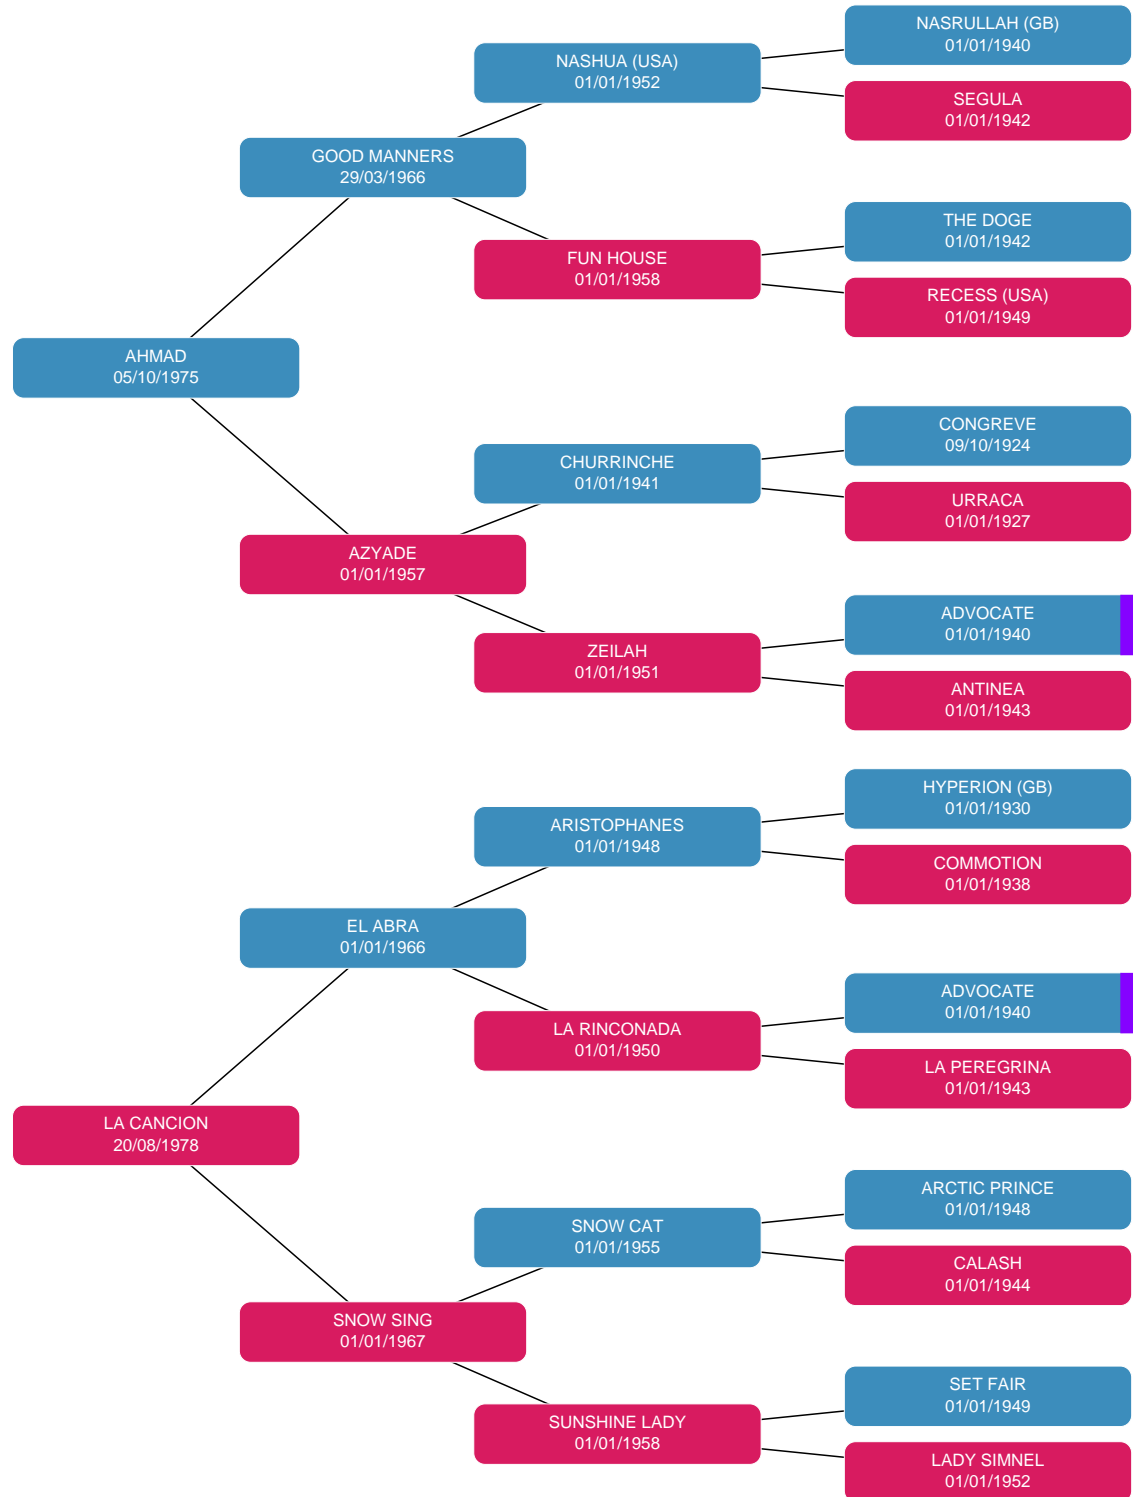 NASRULLAH (GB)
01/01/1940
NASHUA (USA)
01/01/1952
SEGULA
01/01/1942
GOOD MANNERS
29/03/1966
THE DOGE
01/01/1942
FUN HOUSE
01/01/1958
RECESS (USA)
01/01/1949
AHMAD
05/10/1975
CONGREVE
09/10/1924
CHURRINCHE
01/01/1941
URRACA
01/01/1927
AZYADE
01/01/1957
ADVOCATE
01/01/1940
ZEILAH
01/01/1951
ANTINEA
01/01/1943
HYPERION (GB)
01/01/1930
ARISTOPHANES
01/01/1948
COMMOTION
01/01/1938
EL ABRA
01/01/1966
ADVOCATE
01/01/1940
LA RINCONADA
01/01/1950
LA PEREGRINA
01/01/1943
LA CANCION
20/08/1978
ARCTIC PRINCE
01/01/1948
SNOW CAT
01/01/1955
CALASH
01/01/1944
SNOW SING
01/01/1967
SET FAIR
01/01/1949
SUNSHINE LADY
01/01/1958
LADY SIMNEL
01/01/1952